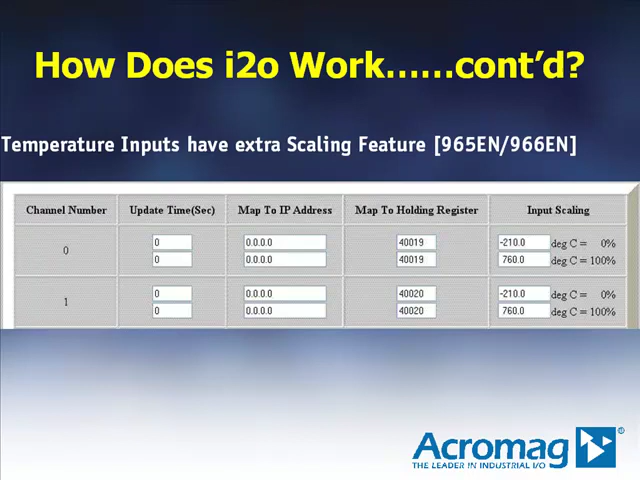 How Does i2o Work……cont’d?
Temperature Inputs have extra Scaling Feature [965EN/966EN]
Channel Number Update Time(Sec) Map To IP Address Map To Holding Register Input Scaling
0 0 0.0.0.0 40019 -210.0 deg C = 0%
0 0.0.0.0 40019 760.0 deg C = 100%
1 0 0.0.0.0 40020 -210.0 deg C = 0%
0 0.0.0.0 40020 760.0 deg C = 100%
Acromag ®
THE LEADER IN INDUSTRIAL I/O